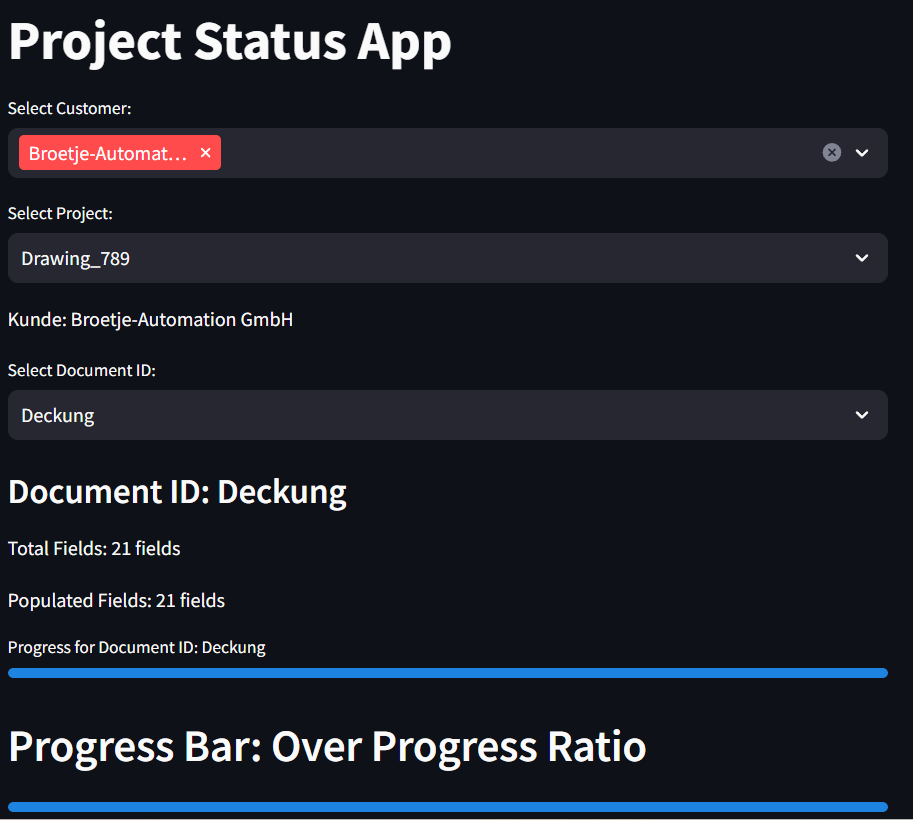 Project Status App
Select Customer:
Broetje-Automat...
Select Project:
Drawing_789
Kunde: Broetje-Automation GmbH
Select Document ID:
Deckung
Document ID: Deckung
Total Fields: 21 fields
Populated Fields: 21 fields
Progress for Document ID: Deckung
Progress Bar: Over Progress Ratio